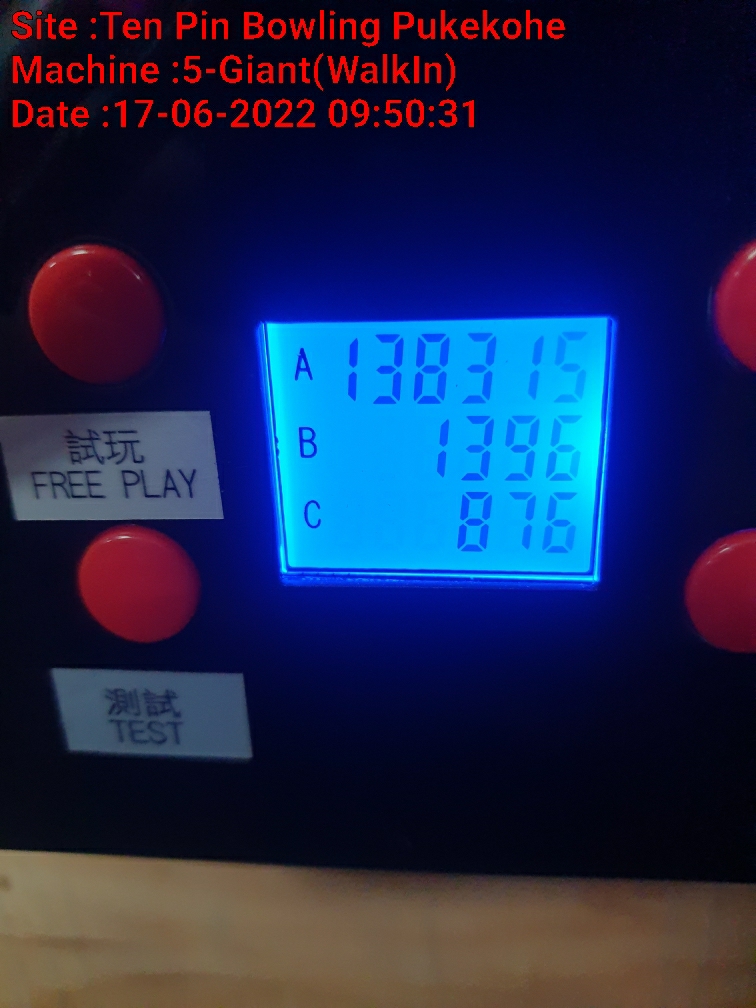 Site :Ten Pin Bowling Pukekohe
Machine :5-Giant(WalkIn)
Date :17-06-2022 09:50:31
A 138315
B 1396
C 876
試玩
FREE PLAY
測試
TEST